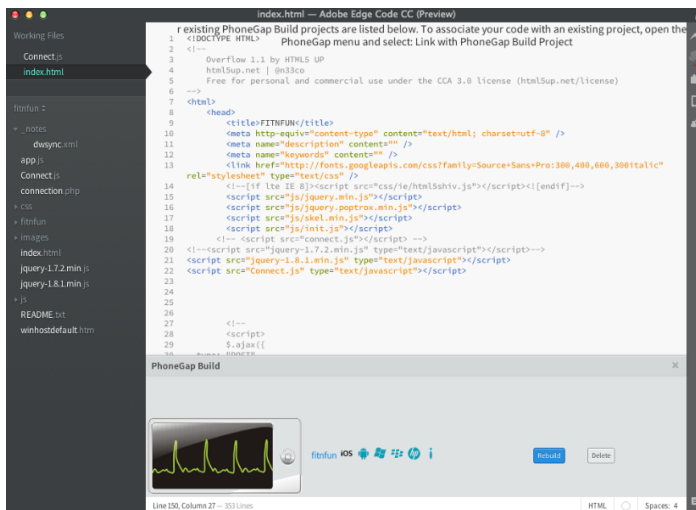 index.html — Adobe Edge Code CC (Preview)
Working Files
Connect.js
index.html
fitnfun
_notes
dwsync.xml
app.js
Connect.js
connection.php
css
fitnfun
images
index.html
jquery-1.7.2.min.js
jquery-1.8.1.min.js
js
README.txt
winhostdefault.htm
r existing PhoneGap Build projects are listed below. To associate your code with an existing project, open the
PhoneGap menu and select: Link with PhoneGap Build Project
1 <!DOCTYPE HTML>
2 <!--
3 Overflow 1.1 by HTML5 UP
4 html5up.net | @n33co
5 Free for personal and commercial use under the CCA 3.0 license (html5up.net/license)
6 -->
7 <html>
8 <head>
9 <title>FITNFUN</title>
10 <meta http-equiv="content-type" content="text/html; charset=utf-8" />
11 <meta name="description" content="" />
12 <meta name="keywords" content="" />
13 <link href="http://fonts.googleapis.com/css?family=Source+Sans+Pro:300,400,600,300italic"
rel="stylesheet" type="text/css" />
14 <!--[if lte IE 8]><script src="css/ie/html5shiv.js"></script><![endif]-->
15 <script src="js/jquery.min.js"></script>
16 <script src="js/jquery.poptrox.min.js"></script>
17 <script src="js/skel.min.js"></script>
18 <script src="js/init.js"></script>
19 <!-- <script src="connect.js"></script> -->
20 <!--<script src="jquery-1.7.2.min.js" type="text/javascript"></script>-->
21 <script src="jquery-1.8.1.min.js" type="text/javascript"></script>
22 <script src="Connect.js" type="text/javascript"></script>
23
24
25
26
27 <!--
28 <script>
29 $.ajax({
PhoneGap Build
fitnfun iOS
Rebuild
Delete
Line 150, Column 27 — 353 Lines
HTML
Spaces: 4